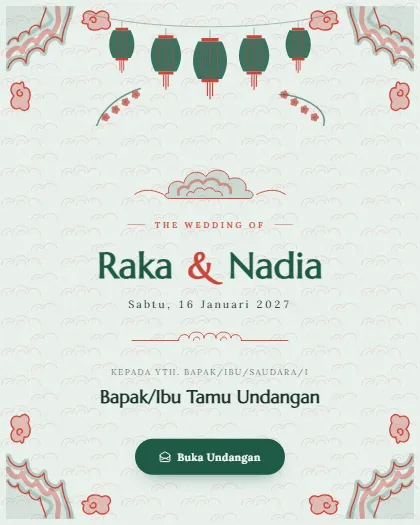 THE WEDDING OF
Raka & Nadia
Sabtu, 16 Januari 2027
KEPADA YTH. BAPAK/IBU/SAUDARA/I
Bapak/Ibu Tamu Undangan
Buka Undangan